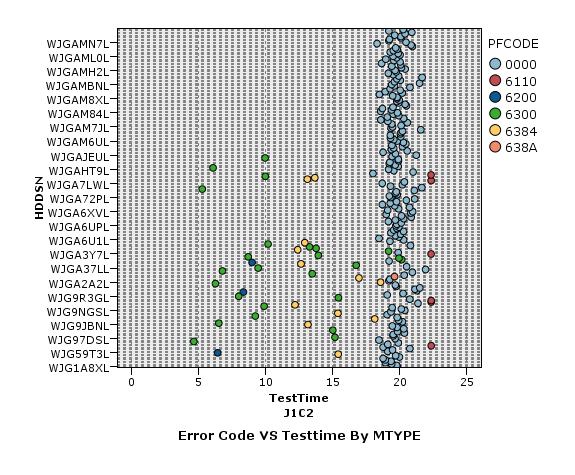 PFCODE
0000
6110
6200
6300
6384
638A
HDDSN
WJGAMN7L
WJGAML0L
WJGAMH2L
WJGAMBNL
WJGAM8XL
WJGAM84L
WJGAM7JL
WJGAM6UL
WJGAJEUL
WJGAHT9L
WJGA7LWL
WJGA72PL
WJGA6XVL
WJGA6UPL
WJGA6U1L
WJGA3Y7L
WJGA37LL
WJGA2A2L
WJG9R3GL
WJG9NGSL
WJG9JBNL
WJG97DSL
WJG59T3L
WJG1A8XL
0 5 10 15 20 25
TestTime
J1C2
Error Code VS Testtime By MTYPE